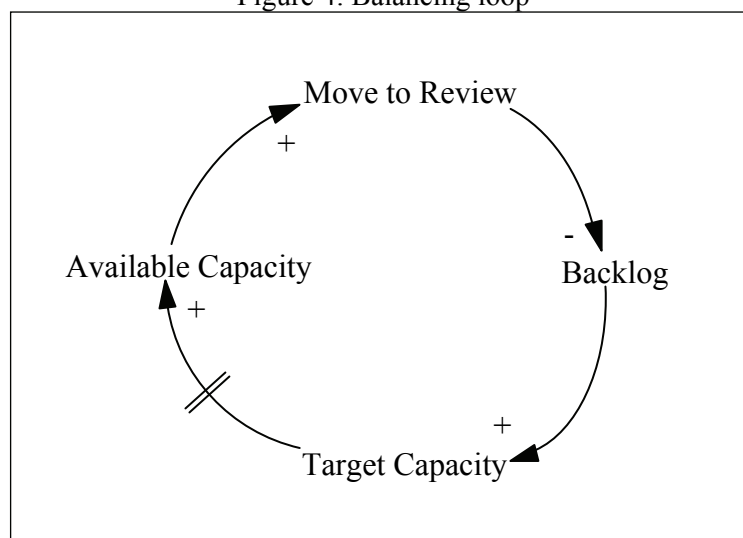 Figure 4: Balancing loop
Move to Review
+
-
Available Capacity
Backlog
+
+
Target Capacity